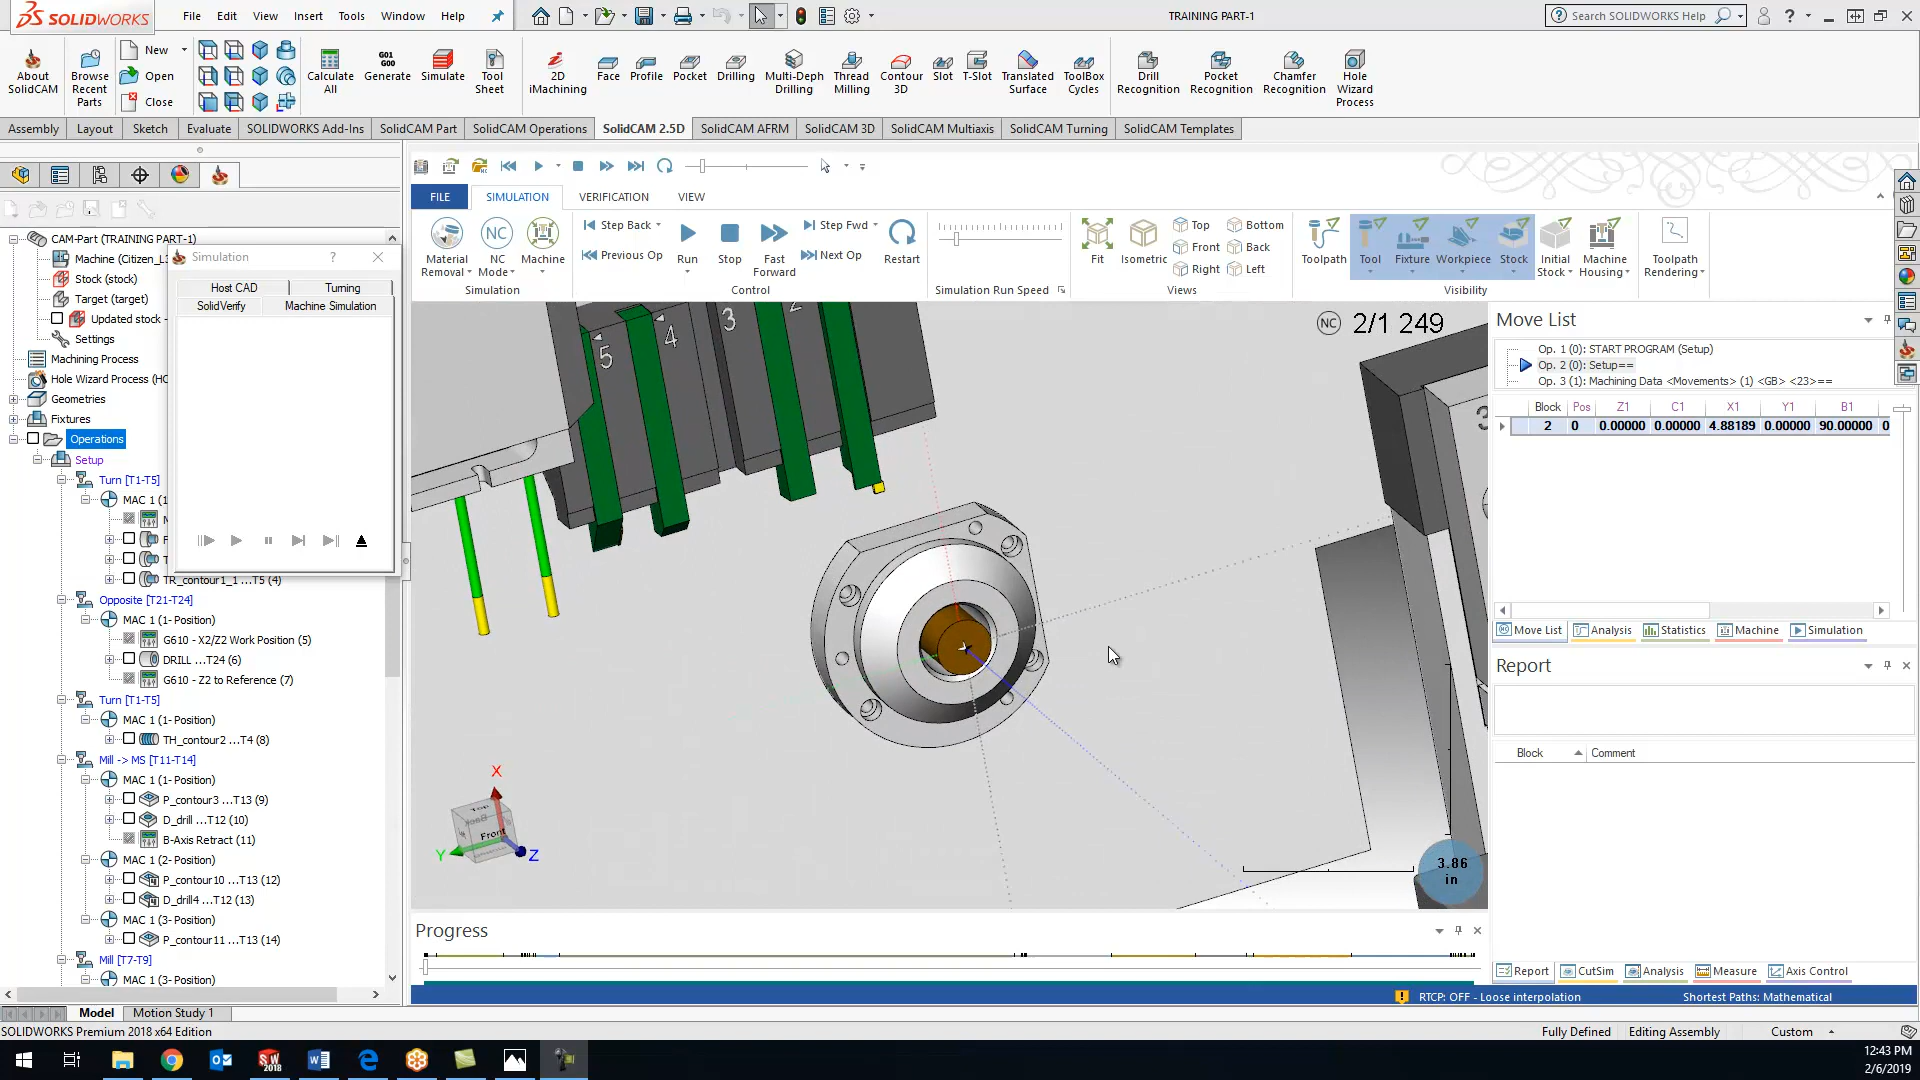 SOLIDWORKS
File Edit View Insert Tools Window Help
TRAINING PART-1
Search SOLIDWORKS Help
About SolidCAM
Browse Recent Parts
New
Open
Close
Calculate All
G01 G00
Generate
Simulate
Tool Sheet
2D iMachining
Face
Profile
Pocket
Drilling
Multi-Deph Drilling
Thread Milling
Contour 3D
Slot
T-Slot
Translated Surface
ToolBox Cycles
Drill Recognition
Pocket Recognition
Chamfer Recognition
Hole Wizard Process
Assembly Layout Sketch Evaluate SOLIDWORKS Add-Ins SolidCAM Part SolidCAM Operations SolidCAM 2.5D SolidCAM AFRM SolidCAM 3D SolidCAM Multiaxis SolidCAM Turning SolidCAM Templates
FILE SIMULATION VERIFICATION VIEW
Material Removal
NC
NC Mode
Machine
Simulation
Step Back
Previous Op
Run
Stop
Fast Forward
Step Fwd
Next Op
Restart
Control
Simulation Run Speed
Fit
Isometric
Top
Front
Right
Bottom
Back
Left
Views
Toolpath
Tool
Fixture
Workpiece
Stock
Initial Stock
Machine Housing
Visibility
Toolpath Rendering
CAM-Part (TRAINING PART-1)
Machine (Citizen_L3
Stock (stock)
Target (target)
Updated stock -
Settings
Machining Process
Hole Wizard Process (HC
Geometries
Fixtures
Operations
Setup
Turn [T1-T5]
MAC 1 (1
TR_contour1_1 ...T5 (4)
Opposite [T21-T24]
MAC 1 (1- Position)
G610 - X2/Z2 Work Position (5)
DRILL ...T24 (6)
G610 - Z2 to Reference (7)
Turn [T1-T5]
MAC 1 (1- Position)
TH_contour2 ...T4 (8)
Mill -> MS [T11-T14]
MAC 1 (1- Position)
P_contour3 ...T13 (9)
D_drill ...T12 (10)
B-Axis Retract (11)
MAC 1 (2- Position)
P_contour10 ...T13 (12)
D_drill4 ...T12 (13)
MAC 1 (3- Position)
P_contour11 ...T13 (14)
Mill [T7-T9]
MAC 1 (3- Position)
Simulation ?
Host CAD Turning
SolidVerify Machine Simulation
5 4 3 2
NC 2/1 249
X
Y
Z
Top
Back
Front
3.86 in
Move List
Op. 1 (0): START PROGRAM (Setup)
Op. 2 (0): Setup==
Op. 3 (1): Machining Data <Movements> (1) <GB> <23>==
Block Pos Z1 C1 X1 Y1 B1
2 0 0.00000 0.00000 4.88189 0.00000 90.00000 0
Move List Analysis Statistics Machine Simulation
Report
Block Comment
Report CutSim Analysis Measure Axis Control
Progress
RTCP: OFF - Loose interpolation
Shortest Paths: Mathematical
Model Motion Study 1
SOLIDWORKS Premium 2018 x64 Edition
Fully Defined Editing Assembly Custom
SW 2018
12:43 PM
2/6/2019